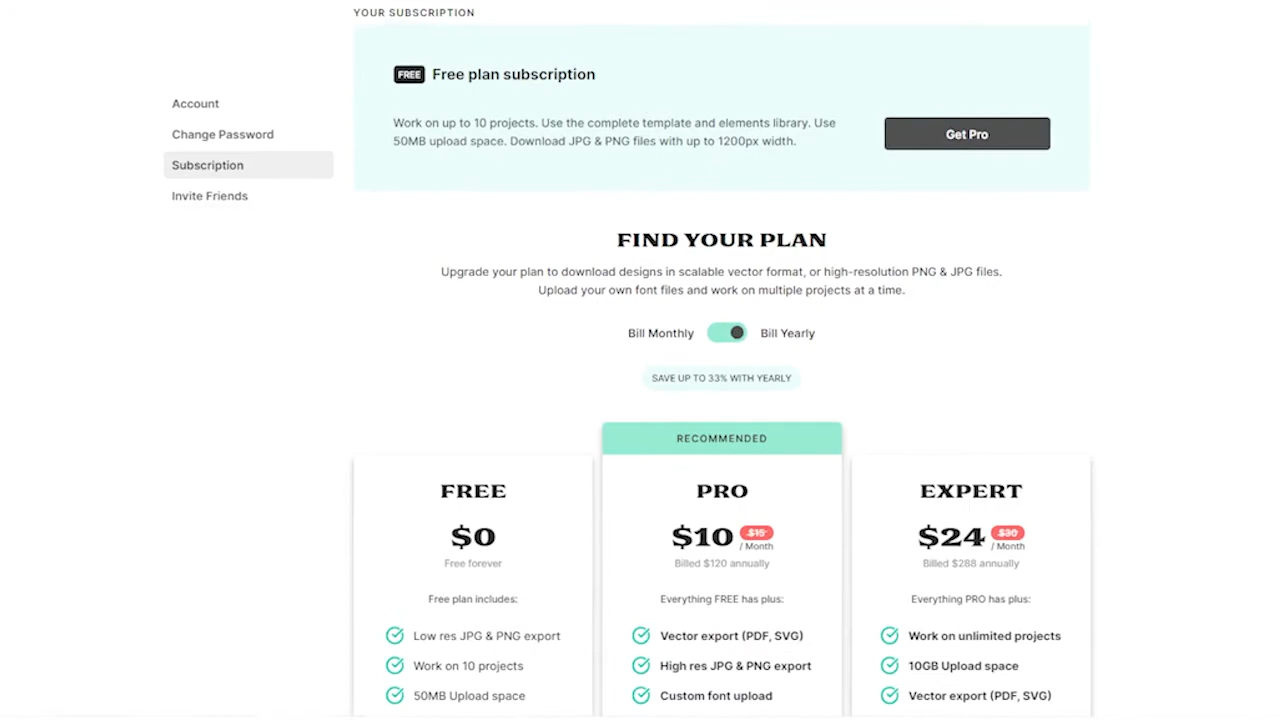 YOUR SUBSCRIPTION
FREE Free plan subscription
Work on up to 10 projects. Use the complete template and elements library. Use
50MB upload space. Download JPG & PNG files with up to 1200px width.
Get Pro
Account
Change Password
Subscription
Invite Friends
FIND YOUR PLAN
Upgrade your plan to download designs in scalable vector format, or high-resolution PNG & JPG files.
Upload your own font files and work on multiple projects at a time.
Bill Monthly Bill Yearly
SAVE UP TO 33% WITH YEARLY
FREE
$0
Free forever
Free plan includes:
Low res JPG & PNG export
Work on 10 projects
50MB Upload space
RECOMMENDED
PRO
$10 $15
/ Month
Billed $120 annually
Everything FREE has plus:
Vector export (PDF, SVG)
High res JPG & PNG export
Custom font upload
EXPERT
$24 $30
/ Month
Billed $288 annually
Everything PRO has plus:
Work on unlimited projects
10GB Upload space
Vector export (PDF, SVG)